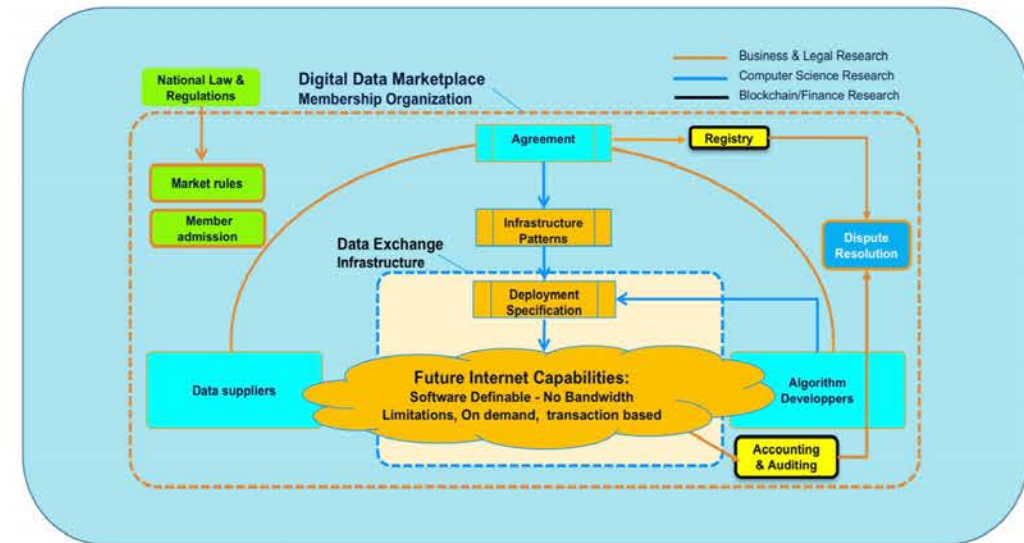 National Law &
Regulations
Digital Data Marketplace
Membership Organization
Business & Legal Research
Computer Science Research
Blockchain/Finance Research
Agreement
Registry
Market rules
Member
admission
Infrastructure
Patterns
Dispute
Resolution
Data Exchange
Infrastructure
Deployment
Specification
Data suppliers
Future Internet Capabilities:
Software Definable - No Bandwidth
Limitations, On demand, transaction based
Algorithm
Developpers
Accounting
& Auditing